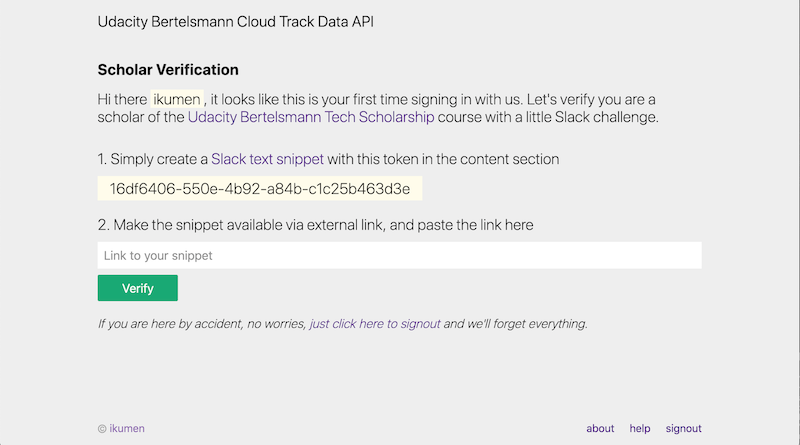 Udacity Bertelsmann Cloud Track Data API
Scholar Verification
Hi there ikumen, it looks like this is your first time signing in with us. Let's verify you are a
scholar of the Udacity Bertelsmann Tech Scholarship course with a little Slack challenge.
1. Simply create a Slack text snippet with this token in the content section
16df6406-550e-4b92-a84b-c1c25b463d3e
2. Make the snippet available via external link, and paste the link here
Link to your snippet
Verify
If you are here by accident, no worries, just click here to signout and we'll forget everything.
© ikumen about help signout